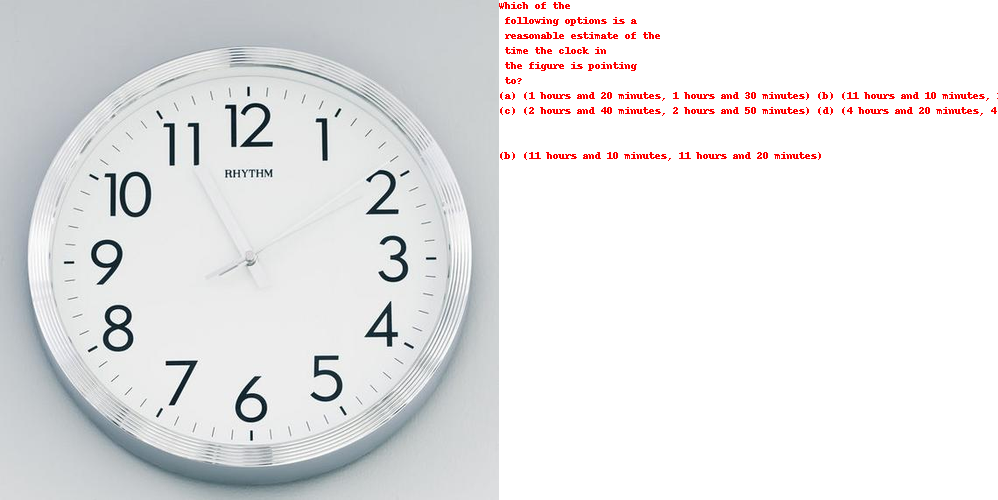 12
11
1
RHYTHM
10
2
9
3
8
4
7
5
6
Which of the
following options is a
reasonable estimate of the
time the clock in
the figure is pointing
to?
(a) (1 hours and 20 minutes, 1 hours and 30 minutes) (b) (11 hours and 10 minutes,
(c) (2 hours and 40 minutes, 2 hours and 50 minutes) (d) (4 hours and 20 minutes, 4
(b) (11 hours and 10 minutes, 11 hours and 20 minutes)